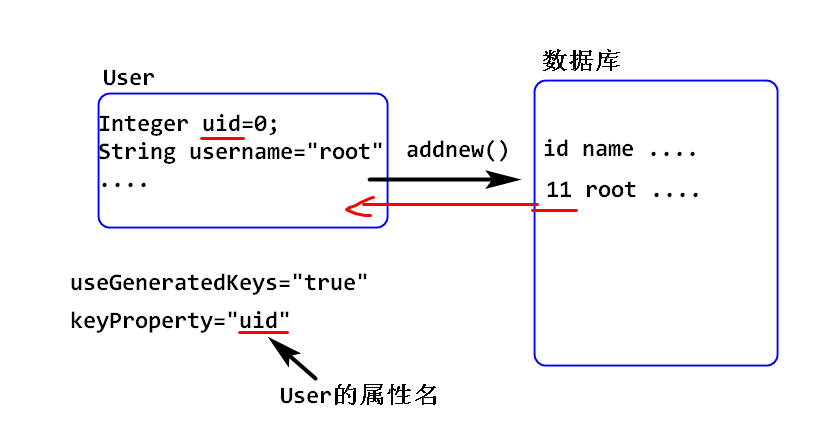 User
数据库
Integer uid=0;
String username="root"
....
addnew()
id name ....
11 root ....
useGeneratedKeys="true"
keyProperty="uid"
User的属性名